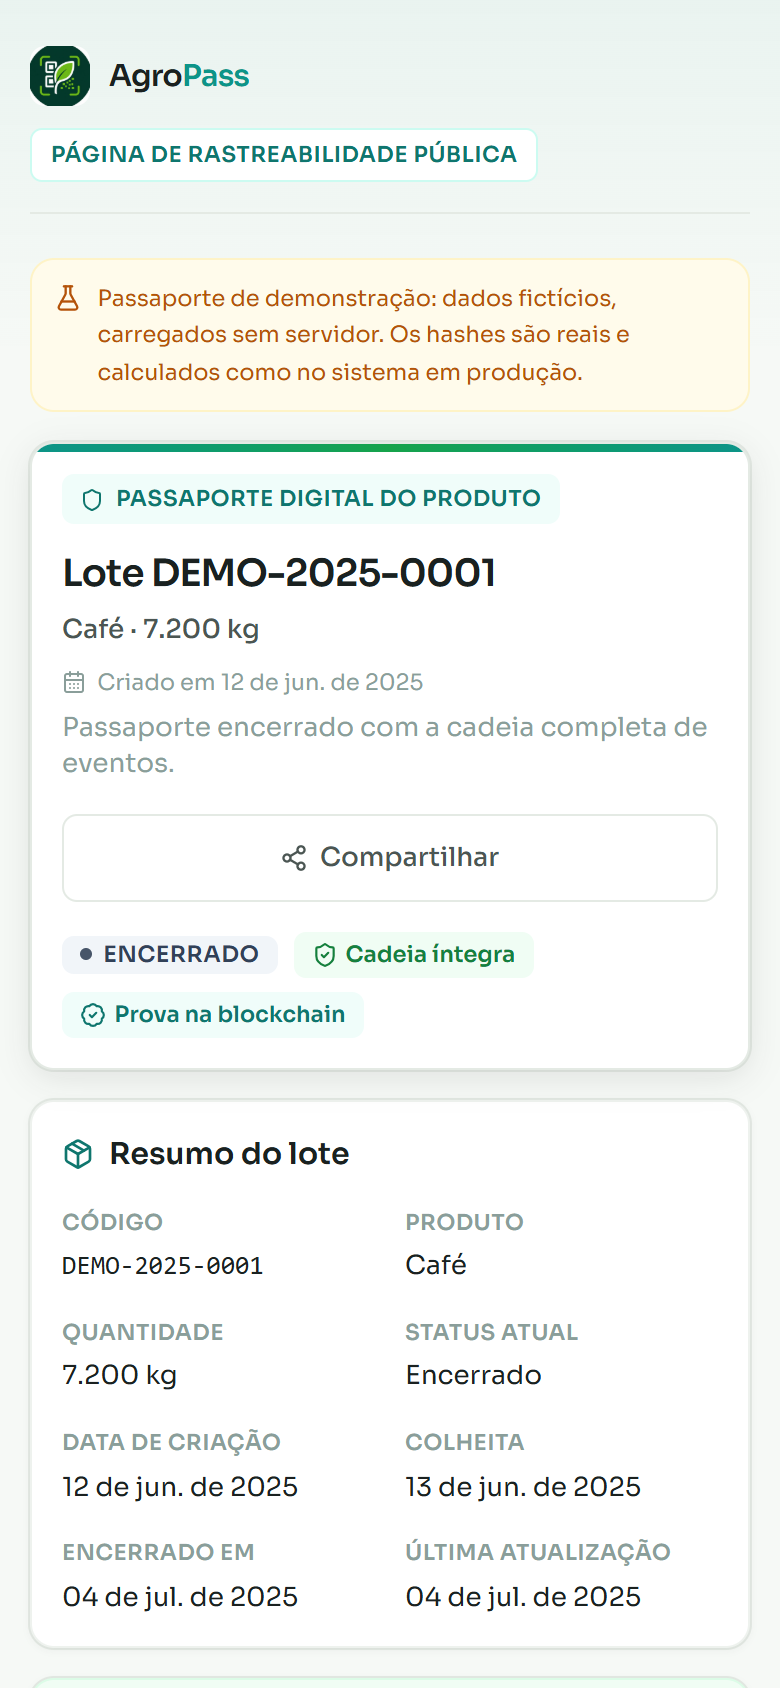 AgroPass
PÁGINA DE RASTREABILIDADE PÚBLICA
Passaporte de demonstração: dados fictícios,
carregados sem servidor. Os hashes são reais e
calculados como no sistema em produção.
PASSAPORTE DIGITAL DO PRODUTO
Lote DEMO-2025-0001
Café · 7.200 kg
Criado em 12 de jun. de 2025
Passaporte encerrado com a cadeia completa de
eventos.
Compartilhar
ENCERRADO
Cadeia íntegra
Prova na blockchain
Resumo do lote
CÓDIGO
DEMO-2025-0001
PRODUTO
Café
QUANTIDADE
7.200 kg
STATUS ATUAL
Encerrado
DATA DE CRIAÇÃO
12 de jun. de 2025
COLHEITA
13 de jun. de 2025
ENCERRADO EM
04 de jul. de 2025
ÚLTIMA ATUALIZAÇÃO
04 de jul. de 2025